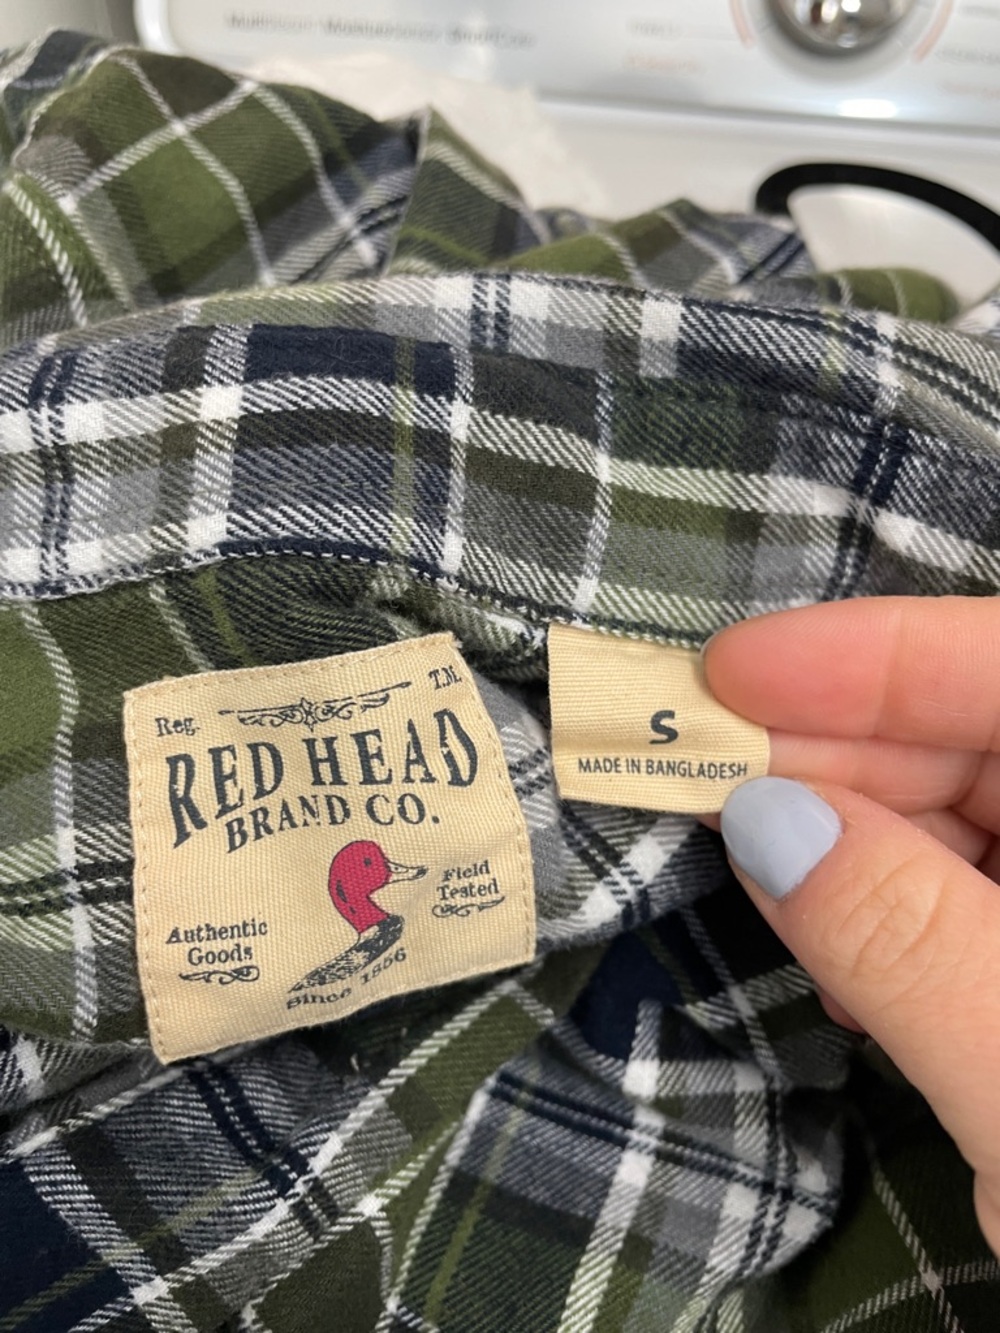 Reg.
T.M.
RED HEAD
BRAND CO.
Field
Tested
Authentic
Goods
Since 1856
S
MADE IN BANGLADESH